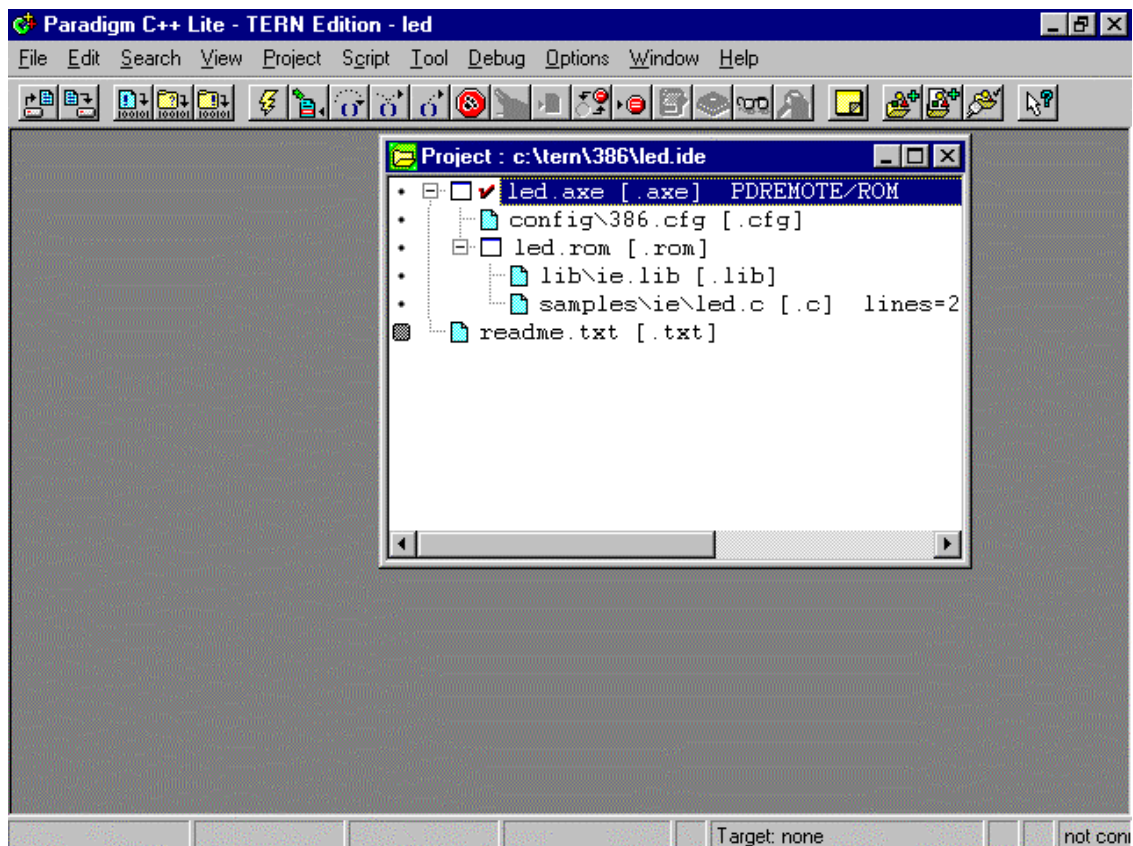 Paradigm C++ Lite - TERN Edition - led
File Edit Search View Project Script Tool Debug Options Window Help
Project : c:\tern\386\led.ide
led.axe [.axe] PDREMOTE/ROM
config\386.cfg [.cfg]
led.rom [.rom]
lib\ie.lib [.lib]
samples\ie\led.c [.c] lines=2
readme.txt [.txt]
Target: none not con